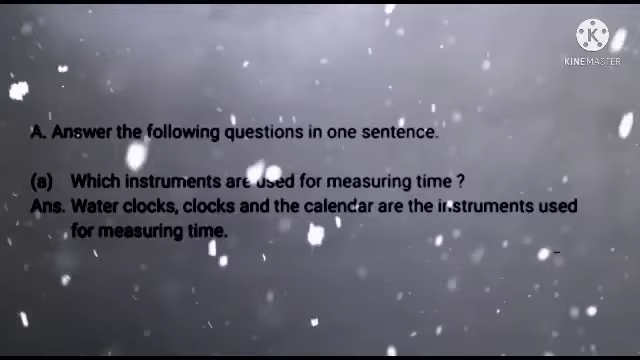 KINEMASTER
A. Answer the following questions in one sentence.
(a) Which instruments are used for measuring time ?
Ans. Water clocks, clocks and the calendar are the instruments used
for measuring time.